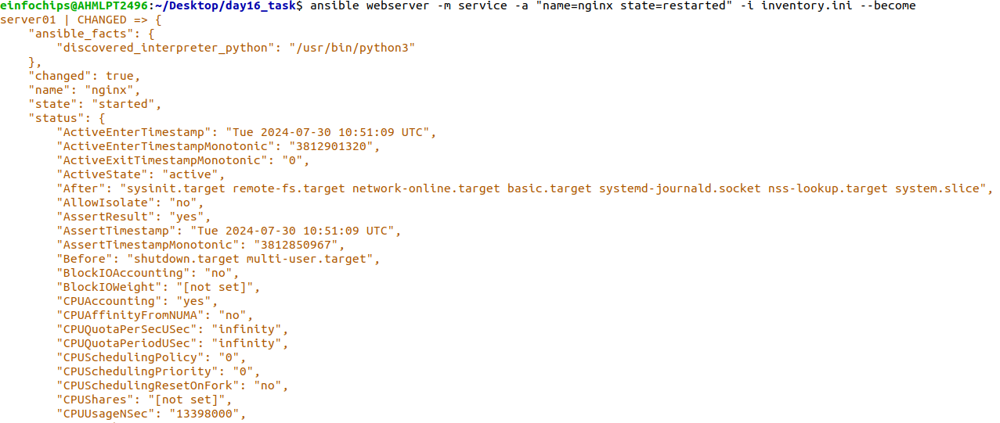 einfochips@AHMLPT2496:~/Desktop/day16_task$ ansible webserver -m service -a "name=nginx state=restarted" -i inventory.ini --become
server01 | CHANGED => {
    "ansible_facts": {
        "discovered_interpreter_python": "/usr/bin/python3"
    },
    "changed": true,
    "name": "nginx",
    "state": "started",
    "status": {
        "ActiveEnterTimestamp": "Tue 2024-07-30 10:51:09 UTC",
        "ActiveEnterTimestampMonotonic": "3812901320",
        "ActiveExitTimestampMonotonic": "0",
        "ActiveState": "active",
        "After": "sysinit.target remote-fs.target network-online.target basic.target systemd-journald.socket nss-lookup.target system.slice",
        "AllowIsolate": "no",
        "AssertResult": "yes",
        "AssertTimestamp": "Tue 2024-07-30 10:51:09 UTC",
        "AssertTimestampMonotonic": "3812850967",
        "Before": "shutdown.target multi-user.target",
        "BlockIOAccounting": "no",
        "BlockIOWeight": "[not set]",
        "CPUAccounting": "yes",
        "CPUAffinityFromNUMA": "no",
        "CPUQuotaPerSecUSec": "infinity",
        "CPUQuotaPeriodUSec": "infinity",
        "CPUSchedulingPolicy": "0",
        "CPUSchedulingPriority": "0",
        "CPUSchedulingResetOnFork": "no",
        "CPUShares": "[not set]",
        "CPUUsageNSec": "13398000",